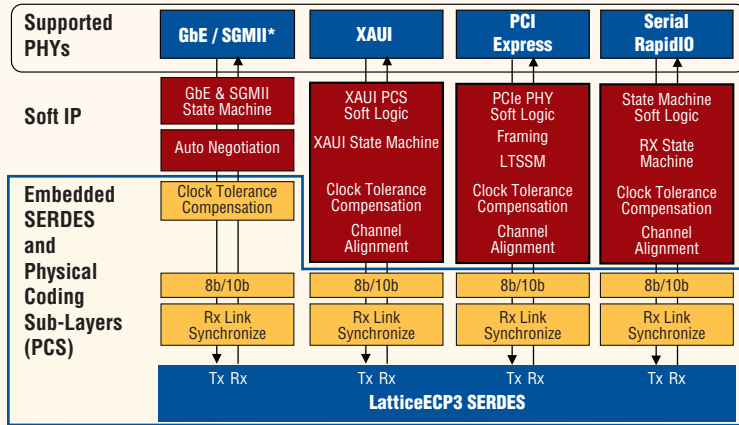 Supported
PHYs
GbE / SGMII*
XAUI
PCI
Express
Serial
RapidIO
Soft IP
GbE & SGMII
State Machine
Auto Negotiation
XAUI PCS
Soft Logic
XAUI State Machine
Clock Tolerance
Compensation
Channel
Alignment
PCIe PHY
Soft Logic
Framing
LTSSM
Clock Tolerance
Compensation
Channel
Alignment
State Machine
Soft Logic
RX State
Machine
Clock Tolerance
Compensation
Channel
Alignment
Embedded
SERDES
and
Physical
Coding
Sub-Layers
(PCS)
Clock Tolerance
Compensation
8b/10b
8b/10b
8b/10b
8b/10b
Rx Link
Synchronize
Rx Link
Synchronize
Rx Link
Synchronize
Rx Link
Synchronize
Tx Rx
Tx Rx
Tx Rx
Tx Rx
LatticeECP3 SERDES